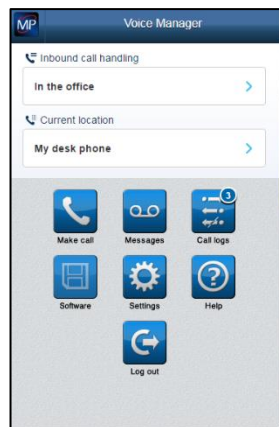 MP Voice Manager
Inbound call handling
In the office
Current location
My desk phone
3
Make call Messages Call logs
Software Settings Help
Log out